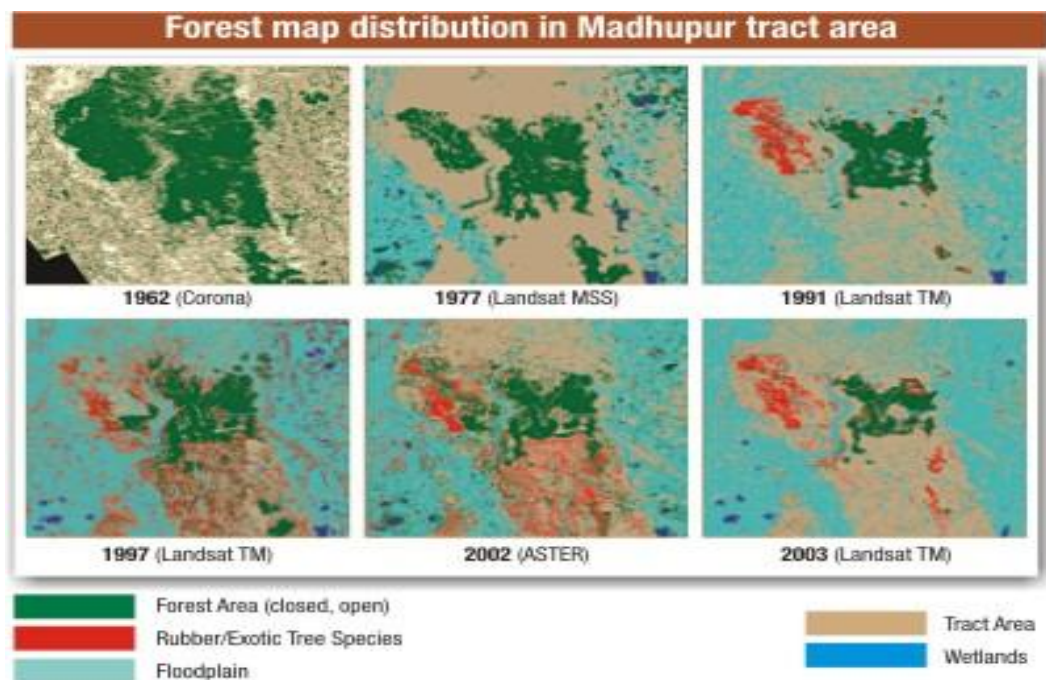 Forest map distribution in Madhupur tract area
1962 (Corona)
1977 (Landsat MSS)
1991 (Landsat TM)
1997 (Landsat TM)
2002 (ASTER)
2003 (Landsat TM)
Forest Area (closed, open)
Rubber/Exotic Tree Species
Floodplain
Tract Area
Wetlands